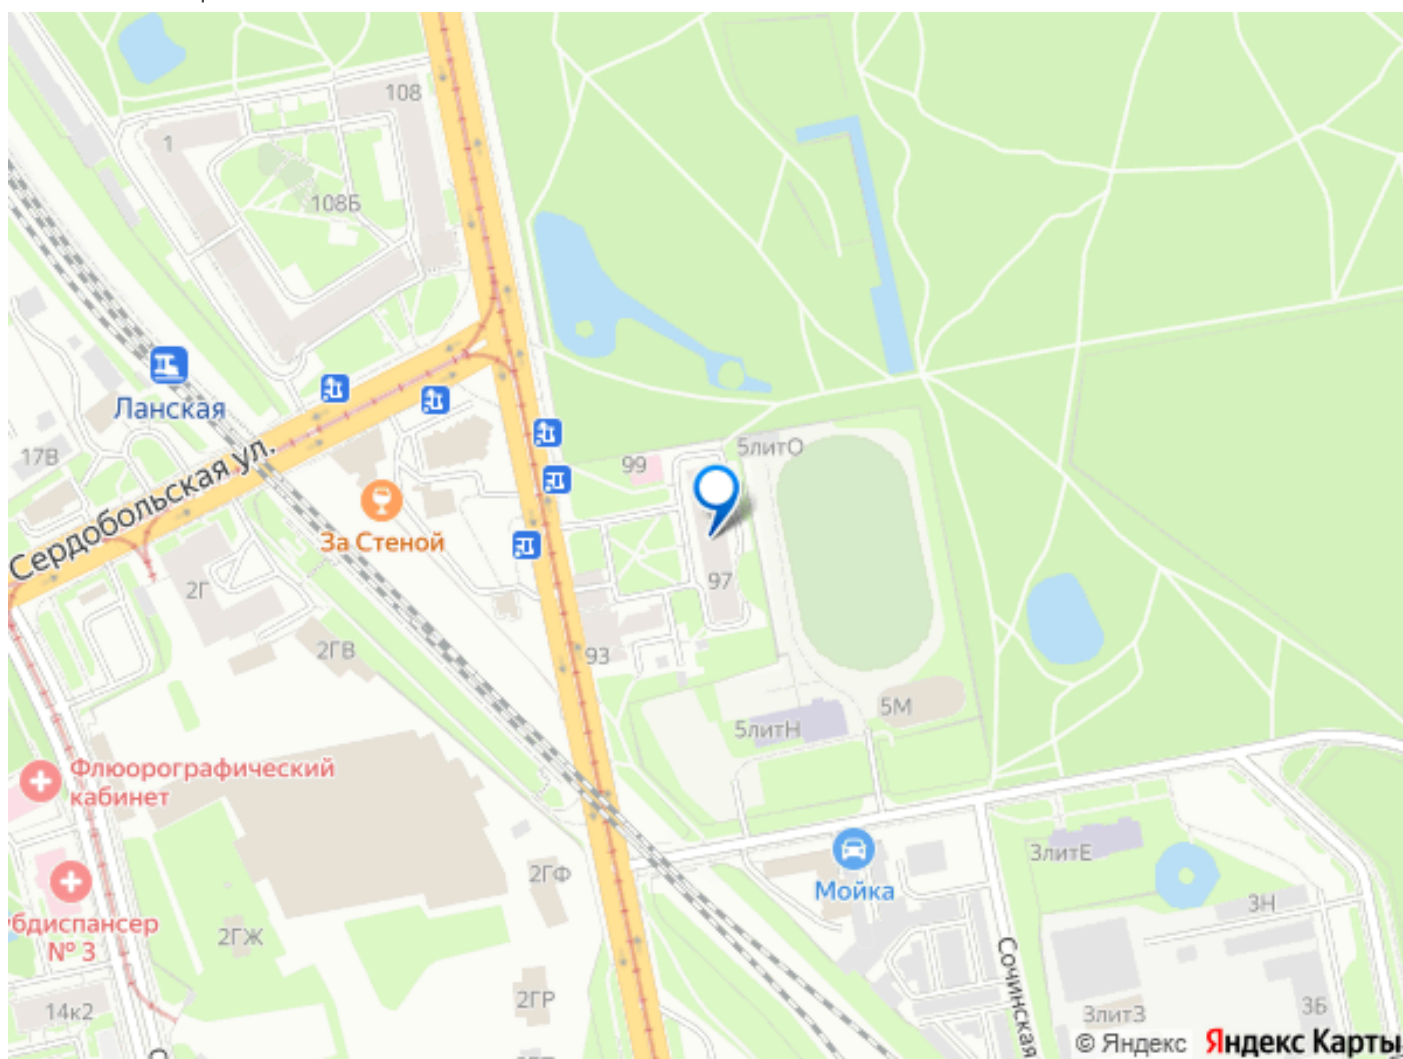 108
1
108Б
Ланская
17В
Сердобольская ул.
За Стеной
99
5литО
97
2Г
2ГВ
93
5литН
5М
Флюорографический
кабинет
3литЕ
Мойка
2ГФ
убдиспансер
№ 3
2ГЖ
3Н
Сочинская
2ГР
14к2
3литЗ
3Б
© Яндекс
Яндекс Карты